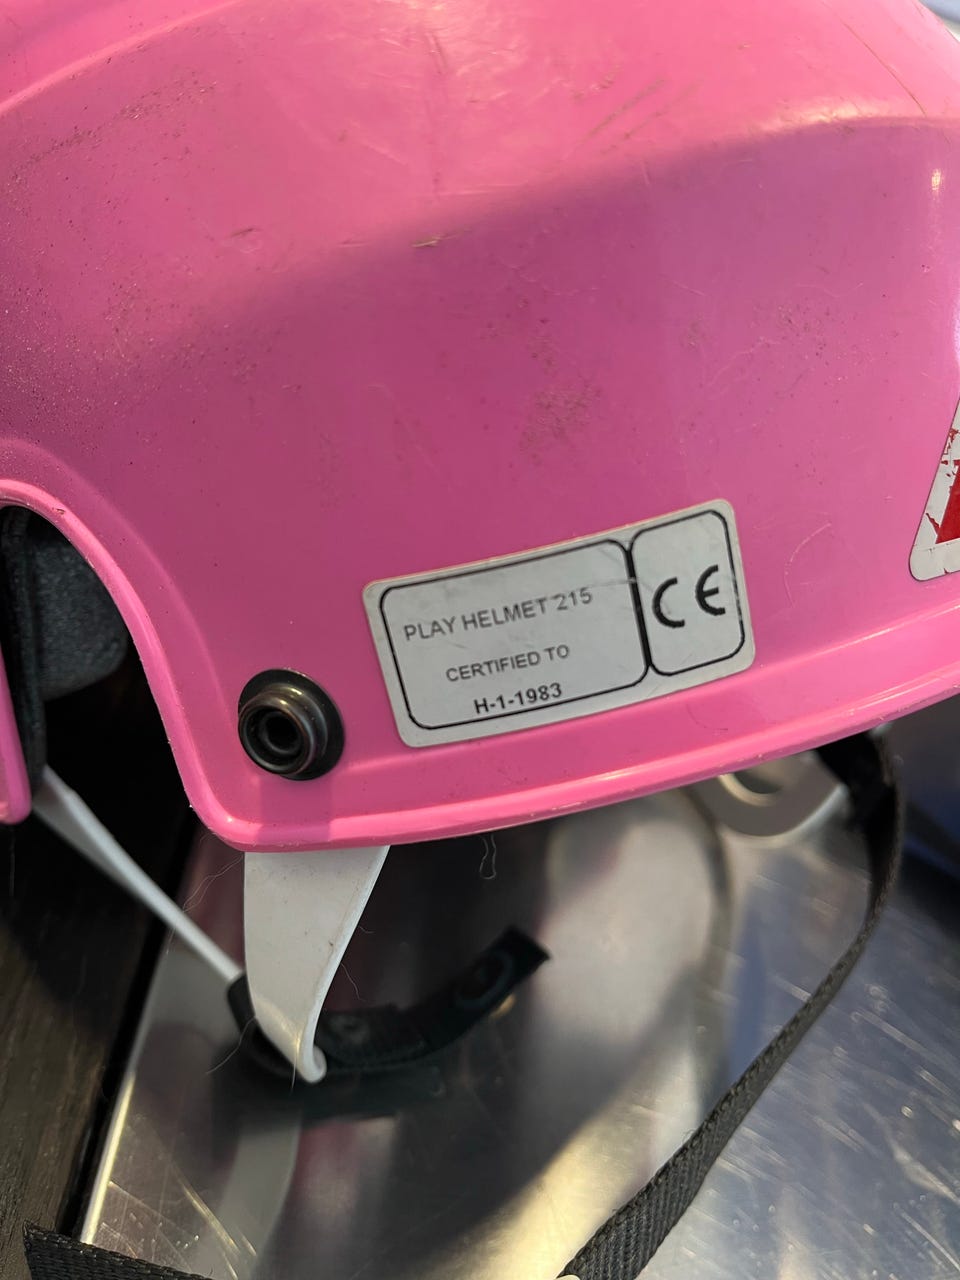 PLAY HELMET 215
CERTIFIED TO
H-1-1983
CE